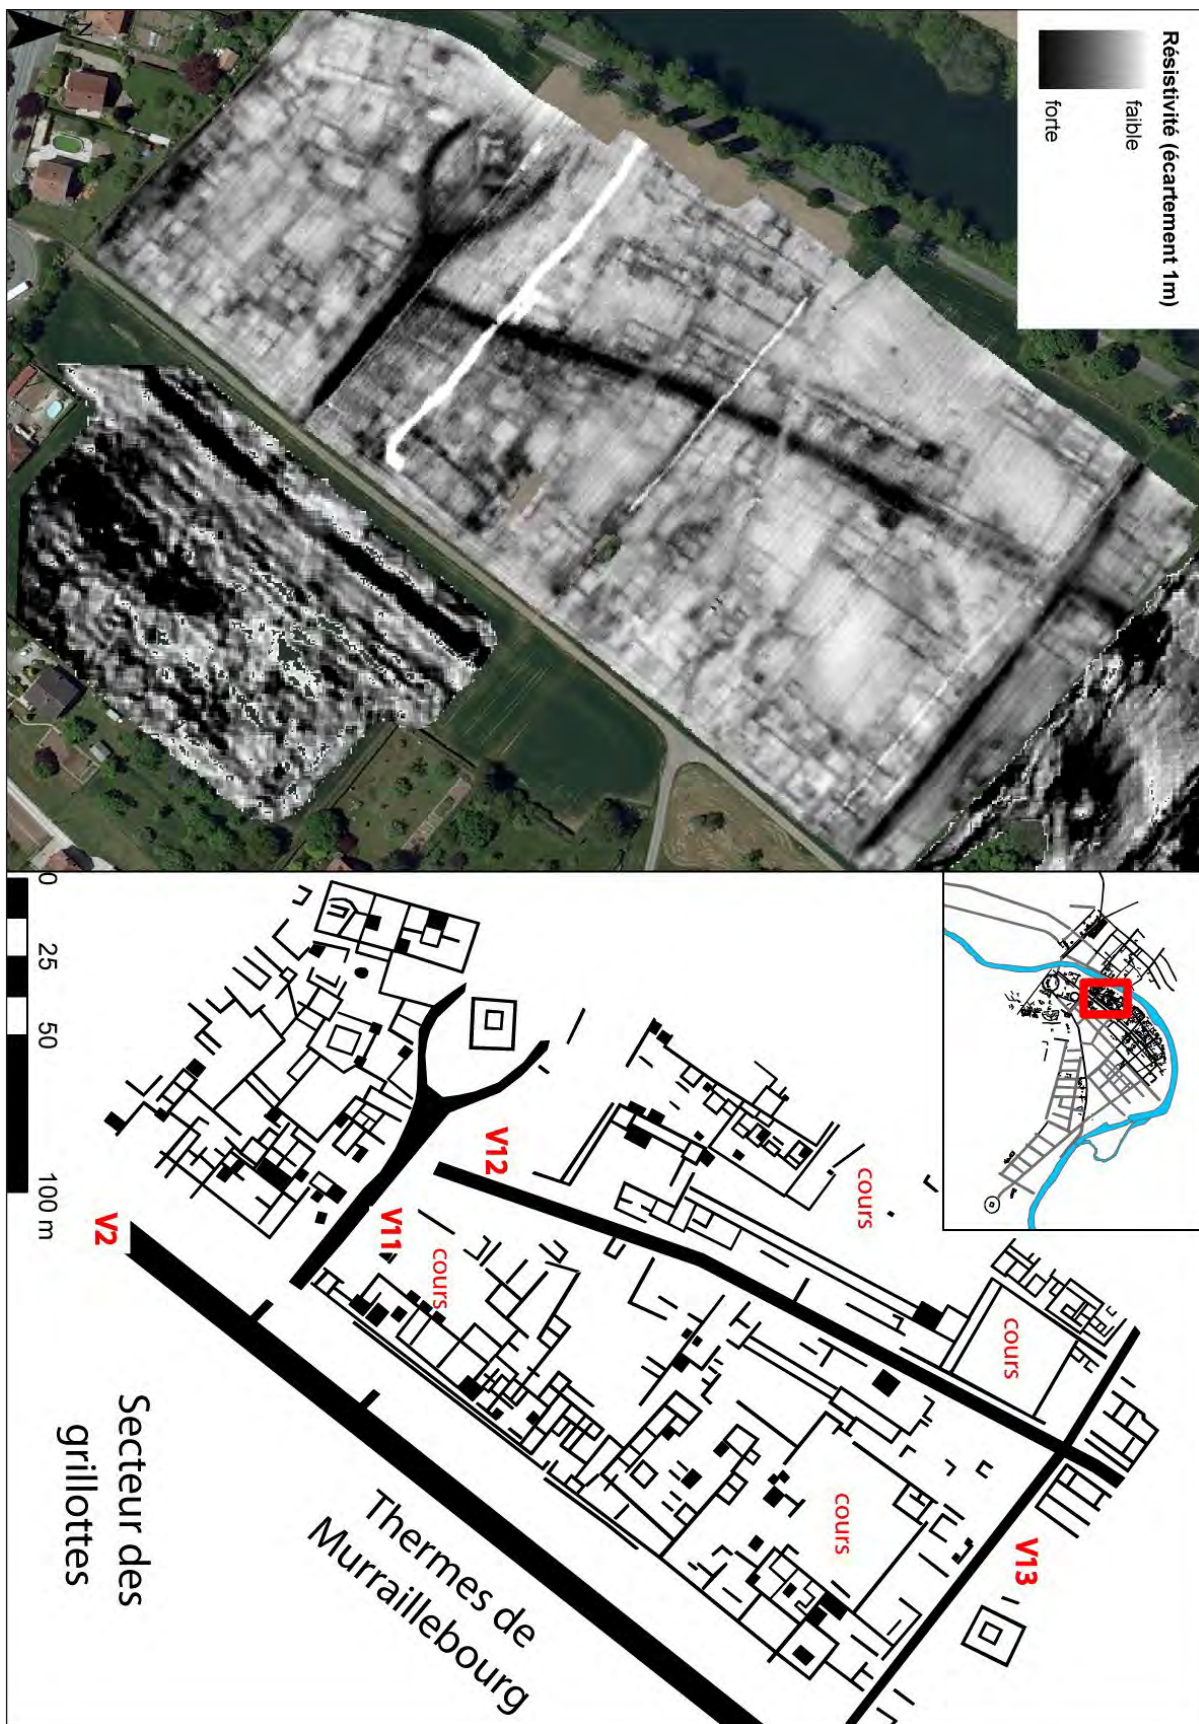 Résistivité (écartement 1m)
faible
forte
N
V12
cours
cours
V11
cours
cours
V13
V2
Thermes de
Murraillebourg
Secteur des
grillottes
0
25
50
100 m